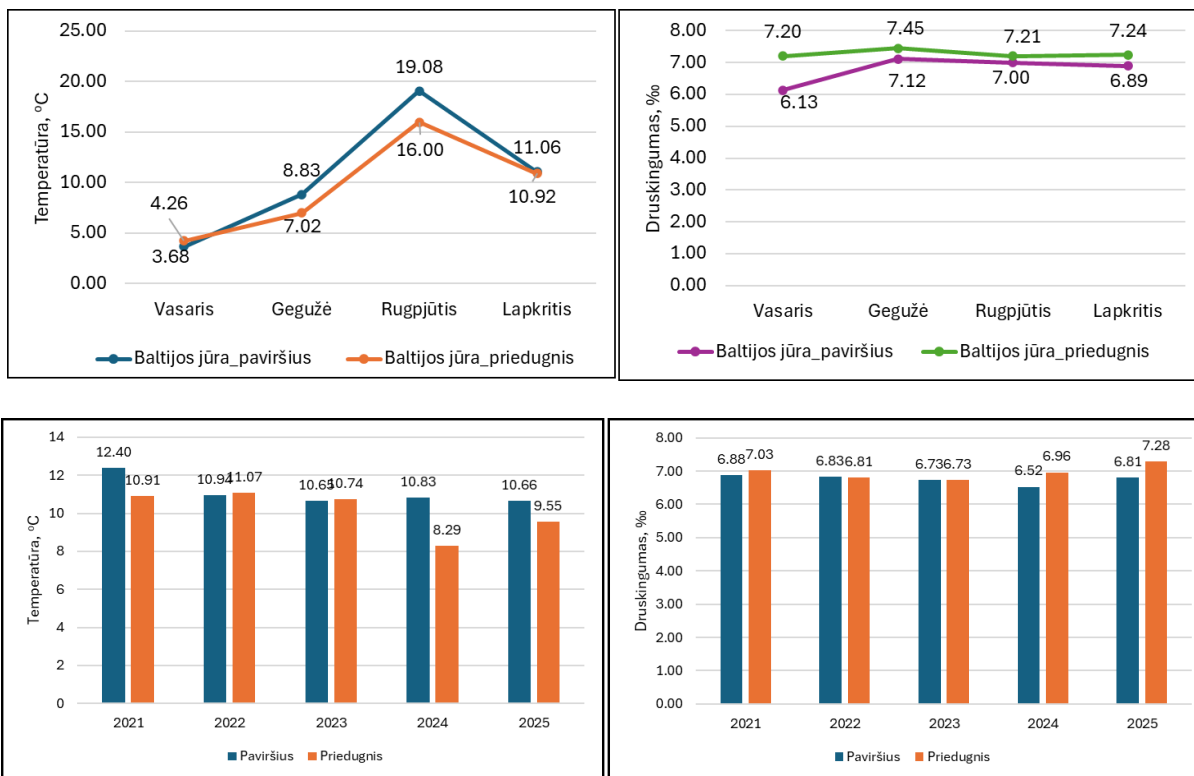 25.00
20.00
15.00
10.00
5.00
0.00
Temperatūra, ºC
4.26
3.68
8.83
7.02
19.08
16.00
11.06
10.92
Vasaris Gegužė Rugpjūtis Lapkritis
Baltijos jūra_paviršius Baltijos jūra_priedugnis
8.00
7.00
6.00
5.00
4.00
3.00
2.00
1.00
0.00
Druskingumas, ‰
7.20 7.45 7.21 7.24
6.13 7.12 7.00 6.89
Vasaris Gegužė Rugpjūtis Lapkritis
Baltijos jūra_paviršius Baltijos jūra_priedugnis
14
12
10
8
6
4
2
0
Temperatūra, ºC
12.40 10.91 10.94 11.07 10.65 10.74 10.83 8.29 10.66 9.55
2021 2022 2023 2024 2025
Paviršius Priedugnis
8.00
7.00
6.00
5.00
4.00
3.00
2.00
1.00
0.00
Druskingumas, ‰
6.88 7.03 6.83 6.81 6.73 6.73 6.52 6.96 6.81 7.28
2021 2022 2023 2024 2025
Paviršius Priedugnis